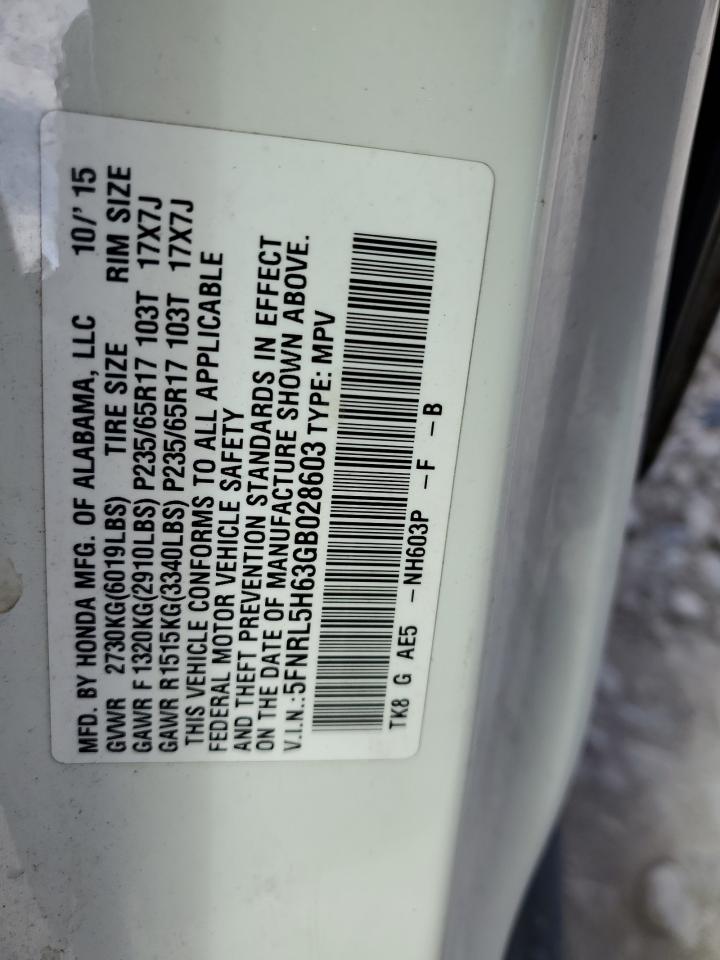 MFD. BY HONDA MFG. OF ALABAMA, LLC 10/' 15
GVWR 2730KG(6019LBS) TIRE SIZE RIM SIZE
GAWR F 1320KG(2910LBS) P235/65R17 103T 17X7J
GAWR R 1515KG(3340LBS) P235/65R17 103T 17X7J
THIS VEHICLE CONFORMS TO ALL APPLICABLE
FEDERAL MOTOR VEHICLE SAFETY
AND THEFT PREVENTION STANDARDS IN EFFECT
ON THE DATE OF MANUFACTURE SHOWN ABOVE.
V.I.N.:5FNRL5H63GB028603 TYPE: MPV
TK8 G AE5 -NH603P -F -B